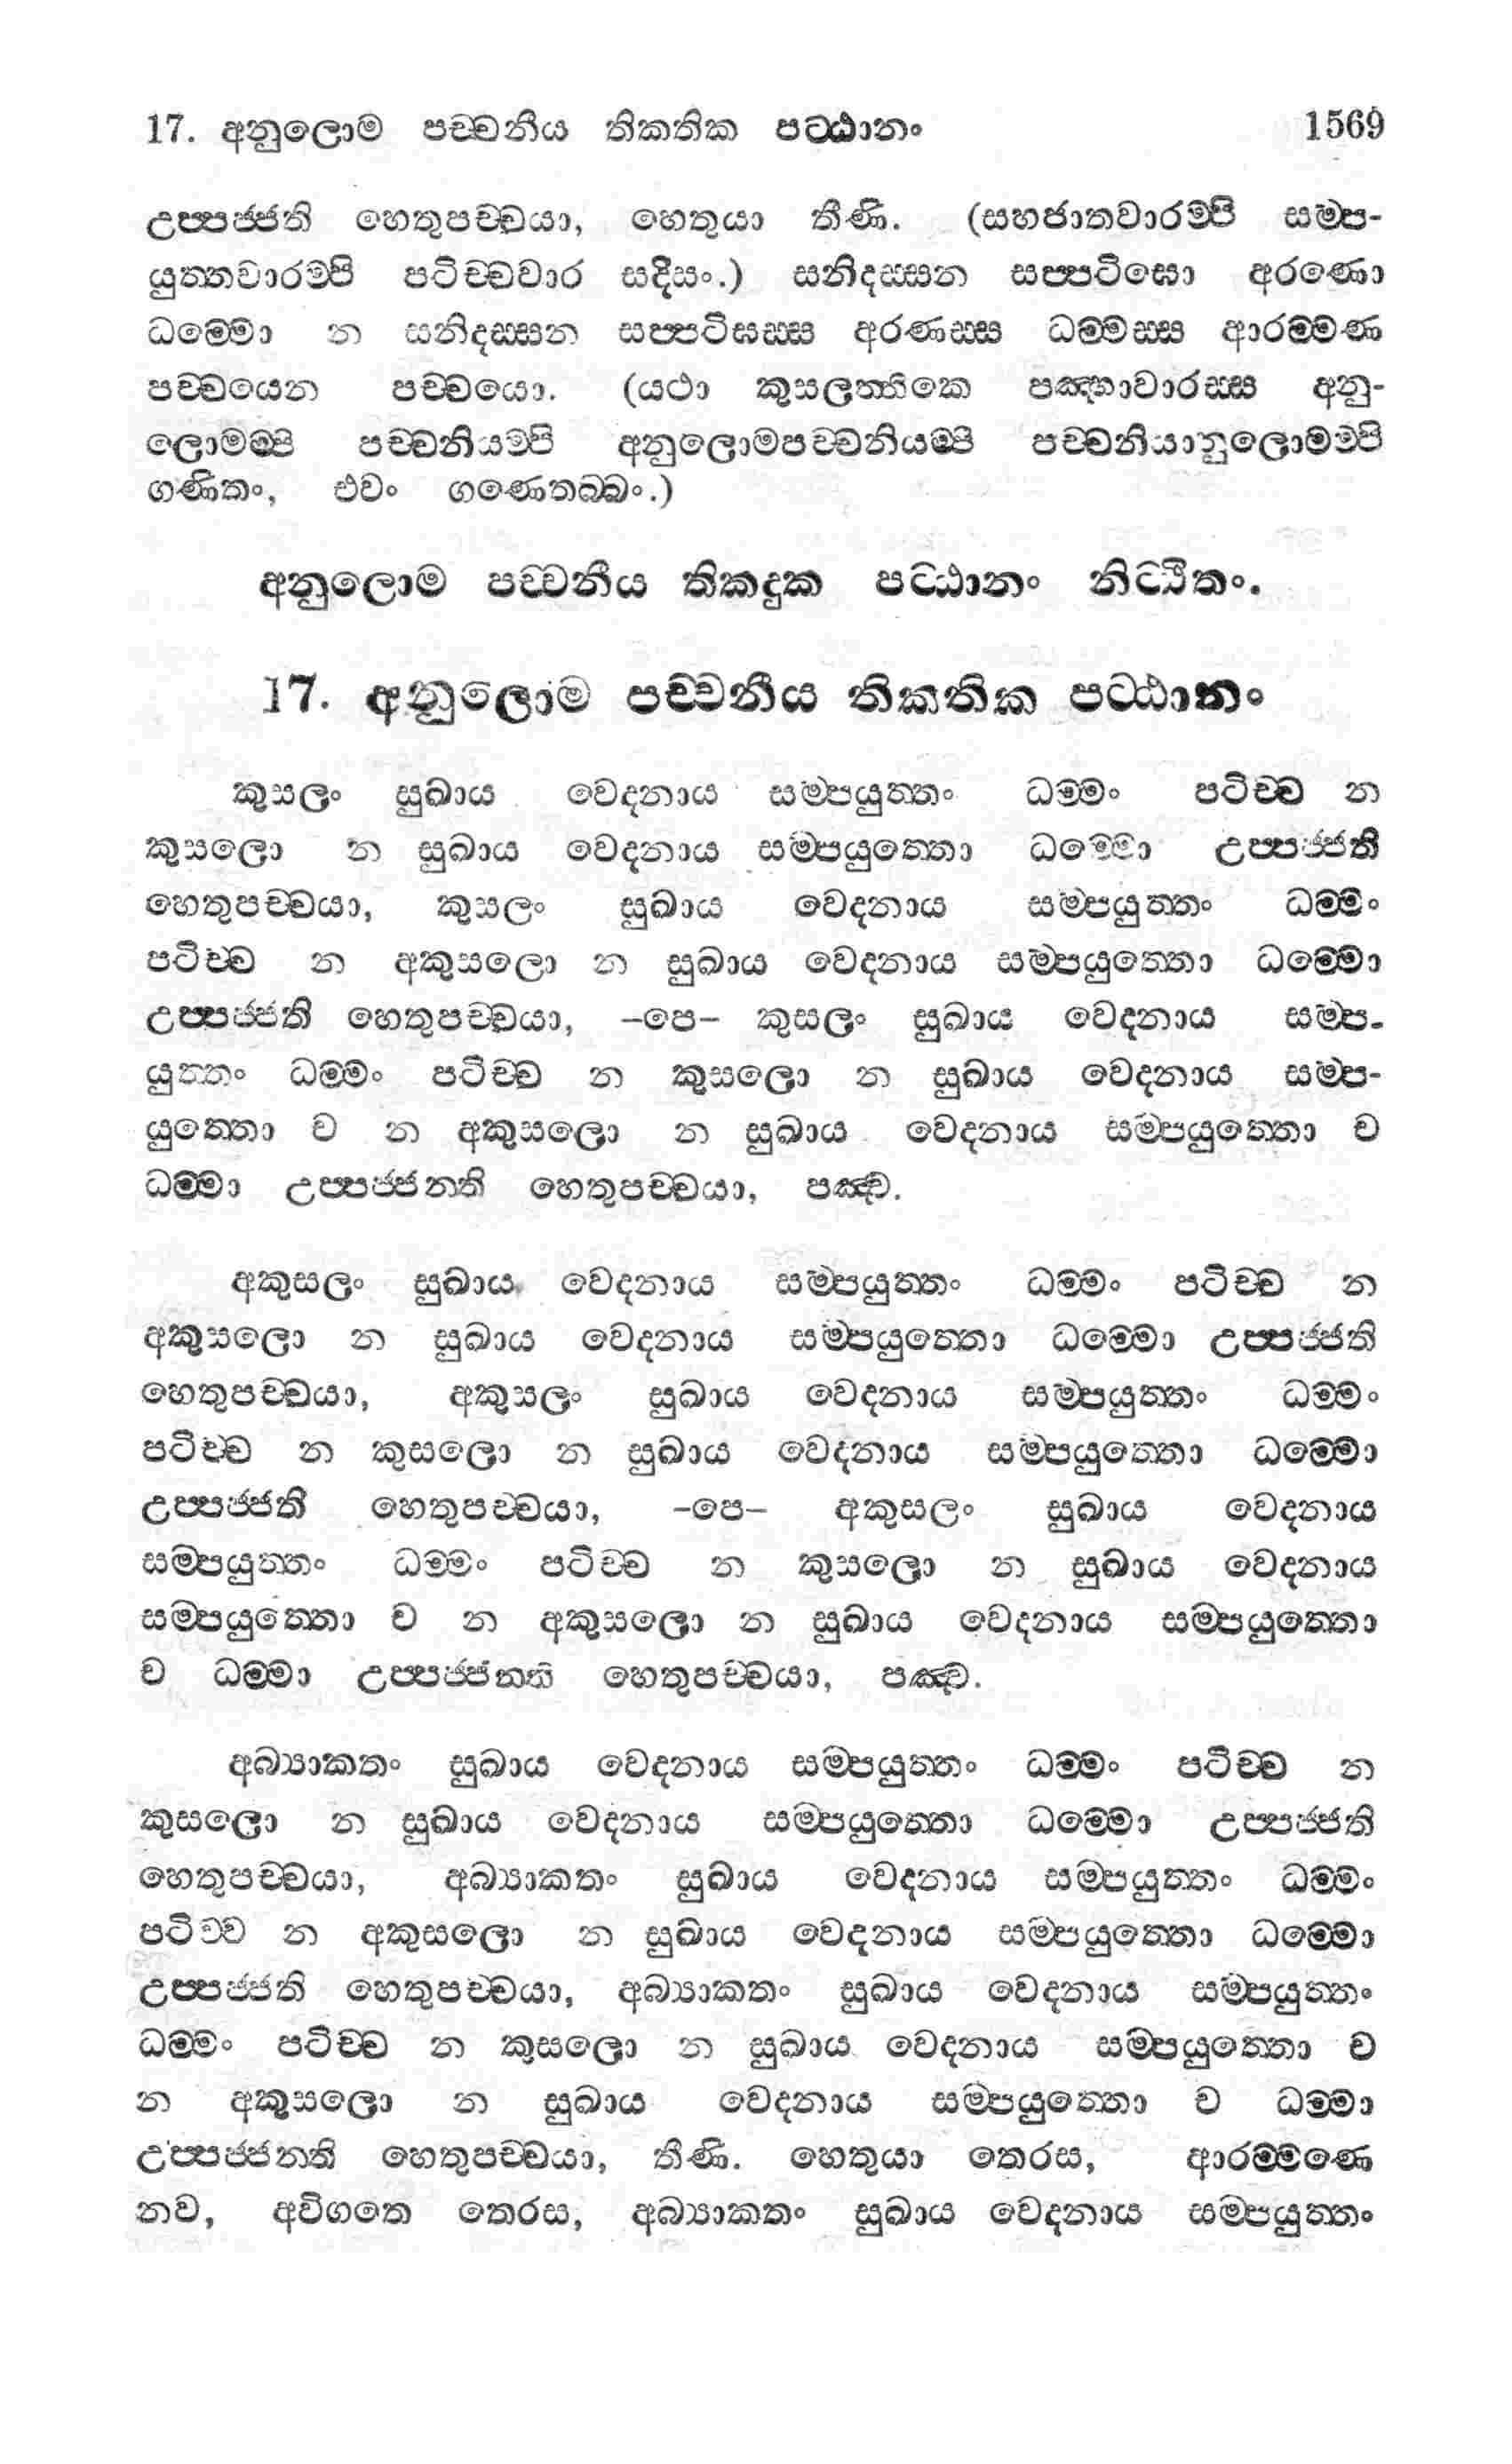 17. අනුලොම පච්චනීය තිකතික පට්ඨානං 1569
උප්පජ්ජති හෙතුපච්චයා, හෙතුයා තීණි. (සහජාතවාරම්පි සම්ප-
යුත්තවාරම්පි පටිච්චවාර සදිසං.) සනිදස්සන සප්පටිඝො අරණො
ධම්මො න සනිදස්සන සප්පටිඝස්ස අරණස්ස ධම්මස්ස ආරම්මණ
පච්චයෙන පච්චයො. (යථා කුසලත්තිකෙ පඤ්හාවාරස්ස අනු-
ලොමම්පි පච්චනියම්පි අනුලොමපච්චනියම්පි පච්චනියානුලොමම්පි
ගණිතං, එවං ගණෙතබ්බං.)
අනුලොම පච්චනීය තිකදුක පට්ඨානං නිට්ඨිතං.
17. අනුලොම පච්චනීය තිකතික පට්ඨානං
කුසලං සුඛාය වෙදනාය සම්පයුත්තං ධම්මං පටිච්ච න
කුසලො න සුඛාය වෙදනාය සම්පයුත්තො ධම්මො උප්පජ්ජති
හෙතුපච්චයා, කුසලං සුඛාය වෙදනාය සම්පයුත්තං ධම්මං
පටිච්ච න අකුසලො න සුඛාය වෙදනාය සම්පයුත්තො ධම්මො
උප්පජ්ජති හෙතුපච්චයා, –පෙ– කුසලං සුඛාය වෙදනාය සම්ප-
යුත්තං ධම්මං පටිච්ච න කුසලො න සුඛාය වෙදනාය සම්ප-
යුත්තො ච න අකුසලො න සුඛාය වෙදනාය සම්පයුත්තො ච
ධම්මා උප්පජ්ජන්ති හෙතුපච්චයා, පඤ්ච.
අකුසලං සුඛාය වෙදනාය සම්පයුත්තං ධම්මං පටිච්ච න
අකුසලො න සුඛාය වෙදනාය සම්පයුත්තො ධම්මො උප්පජ්ජති
හෙතුපච්චයා, අකුසලං සුඛාය වෙදනාය සම්පයුත්තං ධම්මං
පටිච්ච න කුසලො න සුඛාය වෙදනාය සම්පයුත්තො ධම්මො
උප්පජ්ජති හෙතුපච්චයා, –පෙ– අකුසලං සුඛාය වෙදනාය
සම්පයුත්තං ධම්මං පටිච්ච න කුසලො න සුඛාය වෙදනාය
සම්පයුත්තො ච න අකුසලො න සුඛාය වෙදනාය සම්පයුත්තො
ච ධම්මා උප්පජ්ජන්ති හෙතුපච්චයා, පඤ්ච.
අබ්‍යාකතං සුඛාය වෙදනාය සම්පයුත්තං ධම්මං පටිච්ච න
කුසලො න සුඛාය වෙදනාය සම්පයුත්තො ධම්මො උප්පජ්ජති
හෙතුපච්චයා, අබ්‍යාකතං සුඛාය වෙදනාය සම්පයුත්තං ධම්මං
පටිච්ච න අකුසලො න සුඛාය වෙදනාය සම්පයුත්තො ධම්මො
උප්පජ්ජති හෙතුපච්චයා, අබ්‍යාකතං සුඛාය වෙදනාය සම්පයුත්තං
ධම්මං පටිච්ච න කුසලො න සුඛාය වෙදනාය සම්පයුත්තො ච
න අකුසලො න සුඛාය වෙදනාය සම්පයුත්තො ච ධම්මා
උප්පජ්ජන්ති හෙතුපච්චයා, තීණි. හෙතුයා තෙරස, ආරම්මණෙ
නව, අවිගතෙ තෙරස, අබ්‍යාකතං සුඛාය වෙදනාය සම්පයුත්තං